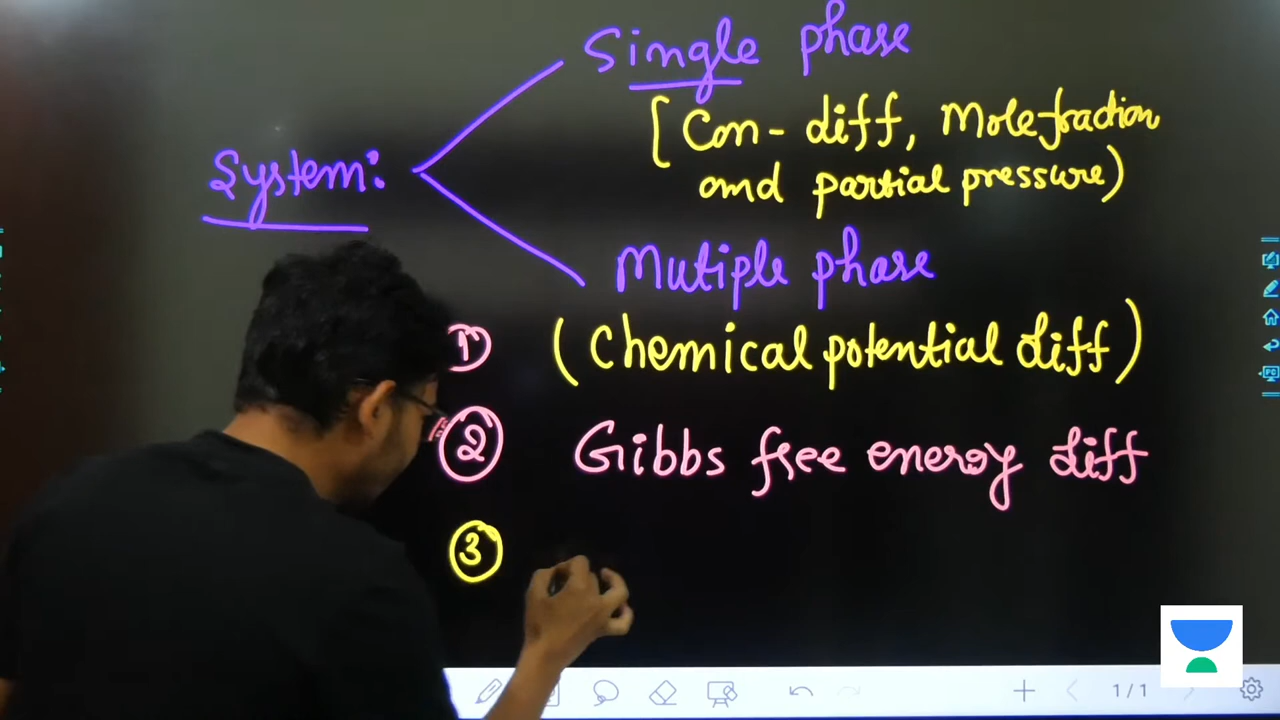 Single phase
[Con- diff, Mole fraction
and partial pressure)
System:
Mutiple phase
1 (Chemical potential diff)
2 Gibbs free energy diff
3
1/1